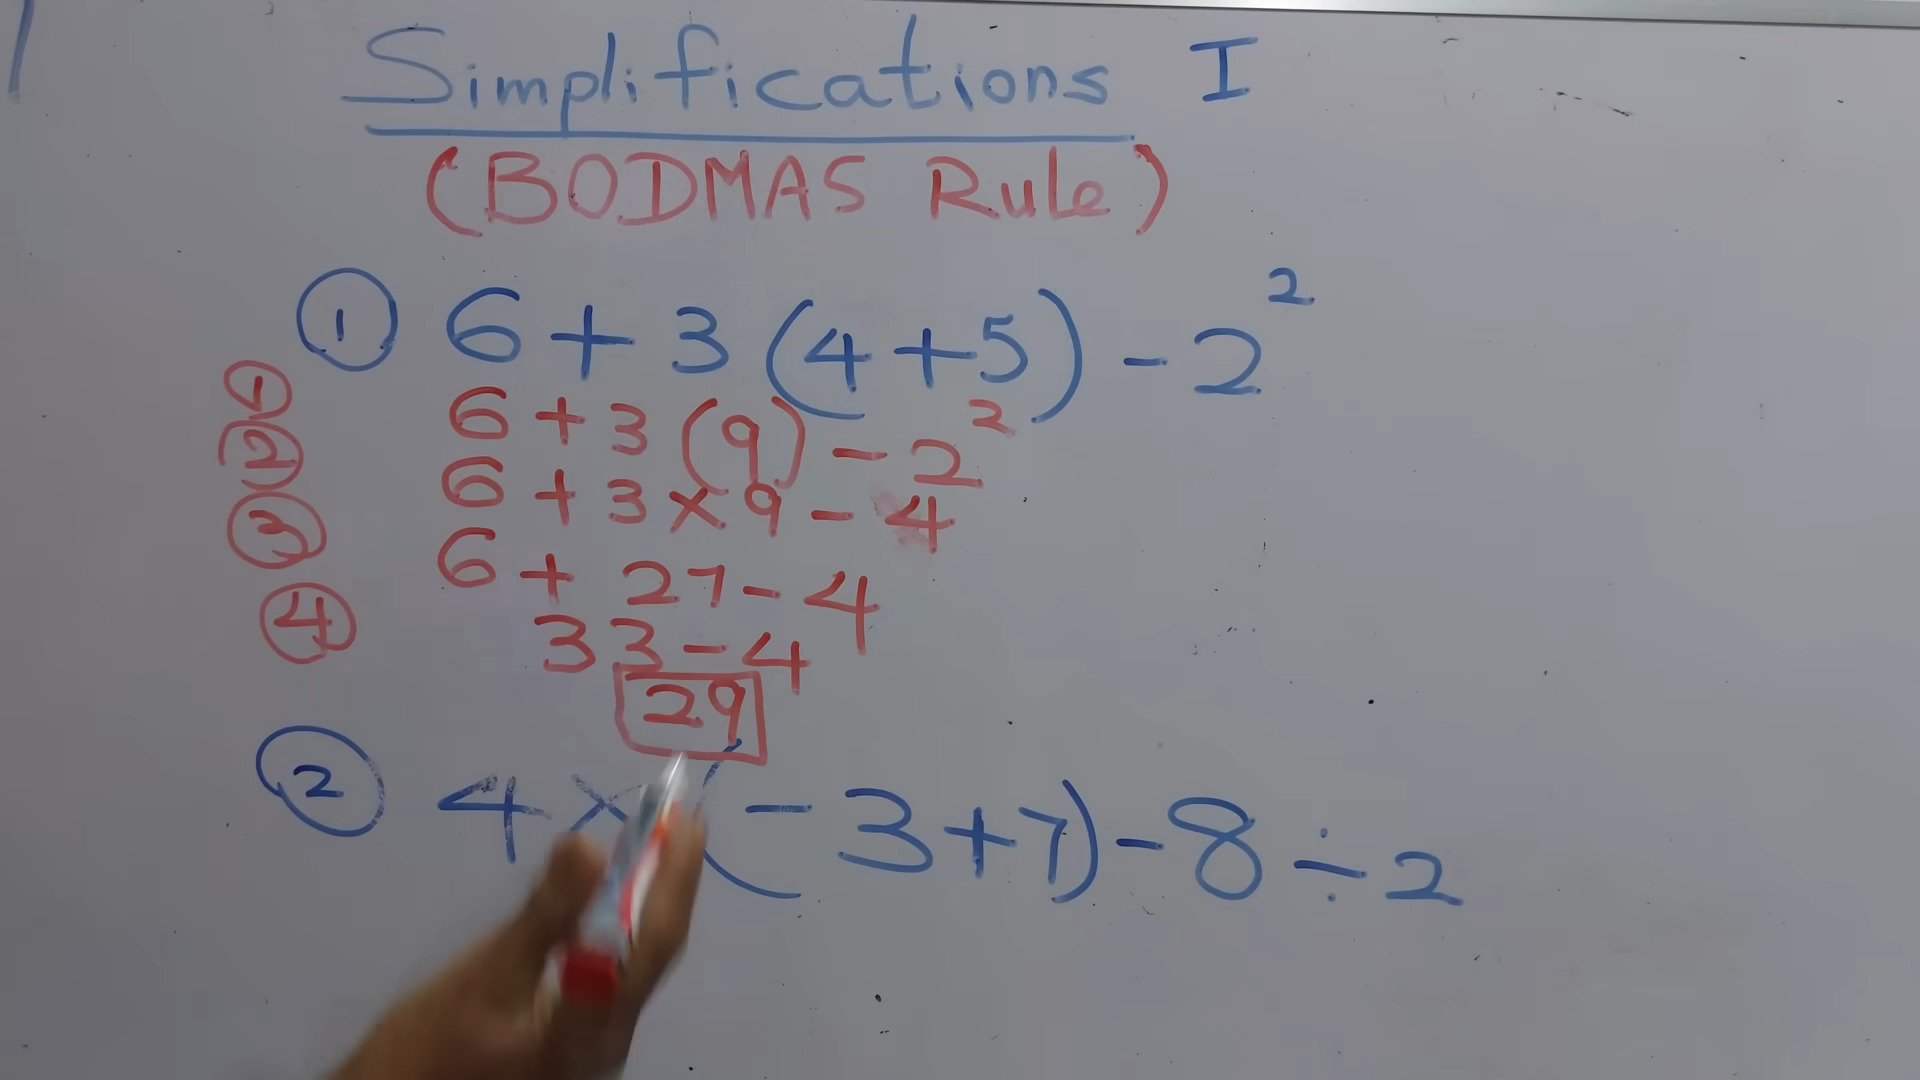 Simplifications I
(BODMAS Rule)
① 6 + 3 (4 + 5) - 2²
① 6 + 3 (9) - 2²
② 6 + 3 × 9 - 4
③ 6 + 27 - 4
④ 33 - 4
29
② 4 × (- 3 + 7) - 8 ÷ 2